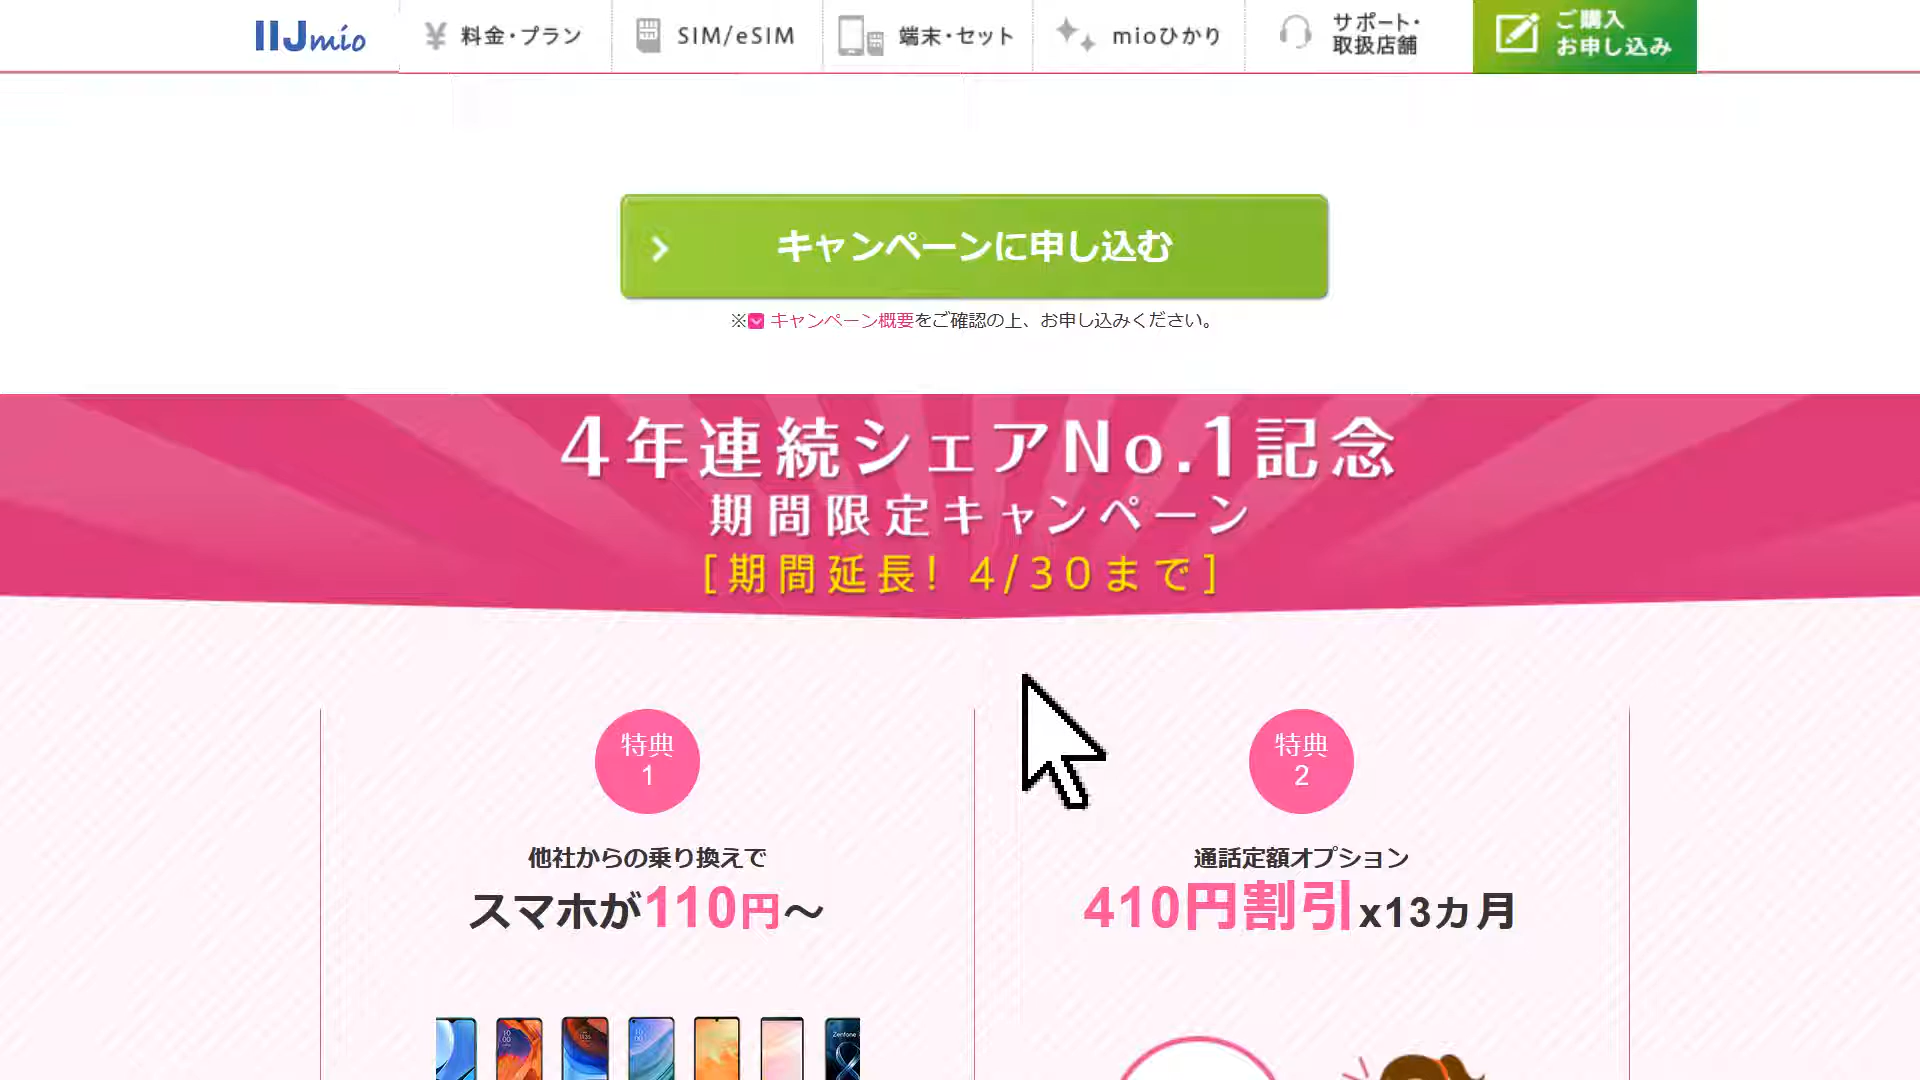 IIJmio
料金・プラン
SIM/eSIM
端末・セット
mioひかり
サポート・
取扱店舗
ご購入
お申し込み
キャンペーンに申し込む
※ キャンペーン概要をご確認の上、お申し込みください。
4年連続シェアNo.1記念
期間限定キャンペーン
[期間延長! 4/30まで]
特典
1
他社からの乗り換えで
スマホが110円〜
特典
2
通話定額オプション
410円割引x13カ月
Zenfone